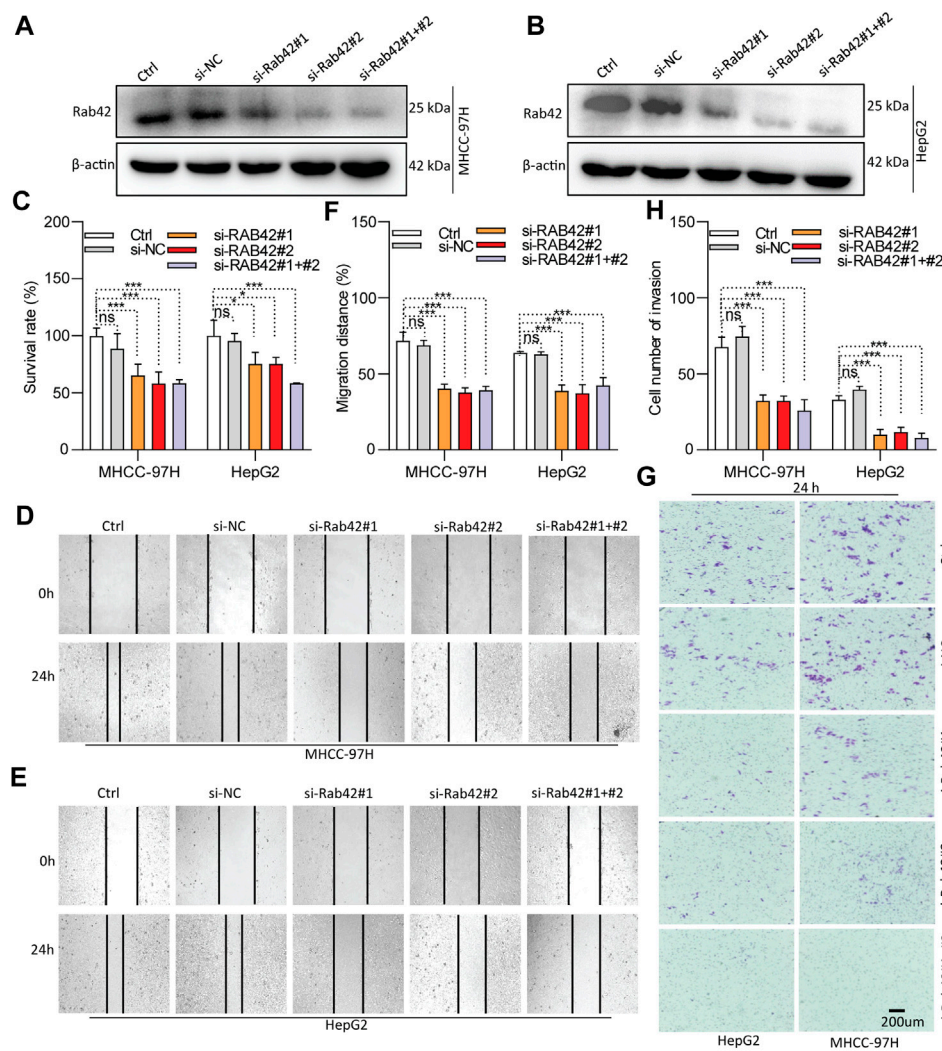 A
Ctrl
si-NC
si-Rab42#1
si-Rab42#2
si-Rab42#1+#2
Rab42
25 kDa
β-actin
42 kDa
MHCC-97H
B
Ctrl
si-NC
si-Rab42#1
si-Rab42#2
si-Rab42#1+#2
Rab42
25 kDa
β-actin
42 kDa
HepG2
C
Survival rate (%)
200
150
100
50
0
Ctrl
si-NC
si-RAB42#1
si-RAB42#2
si-RAB42#1+#2
***
***
***
ns
***
*
*
ns
MHCC-97H
HepG2
F
Migration distance (%)
150
100
50
0
Ctrl
si-NC
si-RAB42#1
si-RAB42#2
si-RAB42#1+#2
***
***
***
ns
***
***
***
ns
MHCC-97H
HepG2
H
Cell number of invasion
150
100
50
0
Ctrl
si-NC
si-RAB42#1
si-RAB42#2
si-RAB42#1+#2
***
***
***
ns
***
***
***
ns
MHCC-97H
HepG2
D
Ctrl
si-NC
si-Rab42#1
si-Rab42#2
si-Rab42#1+#2
0h
24h
MHCC-97H
E
Ctrl
si-NC
si-Rab42#1
si-Rab42#2
si-Rab42#1+#2
0h
24h
HepG2
G
24 h
200um
HepG2
MHCC-97H